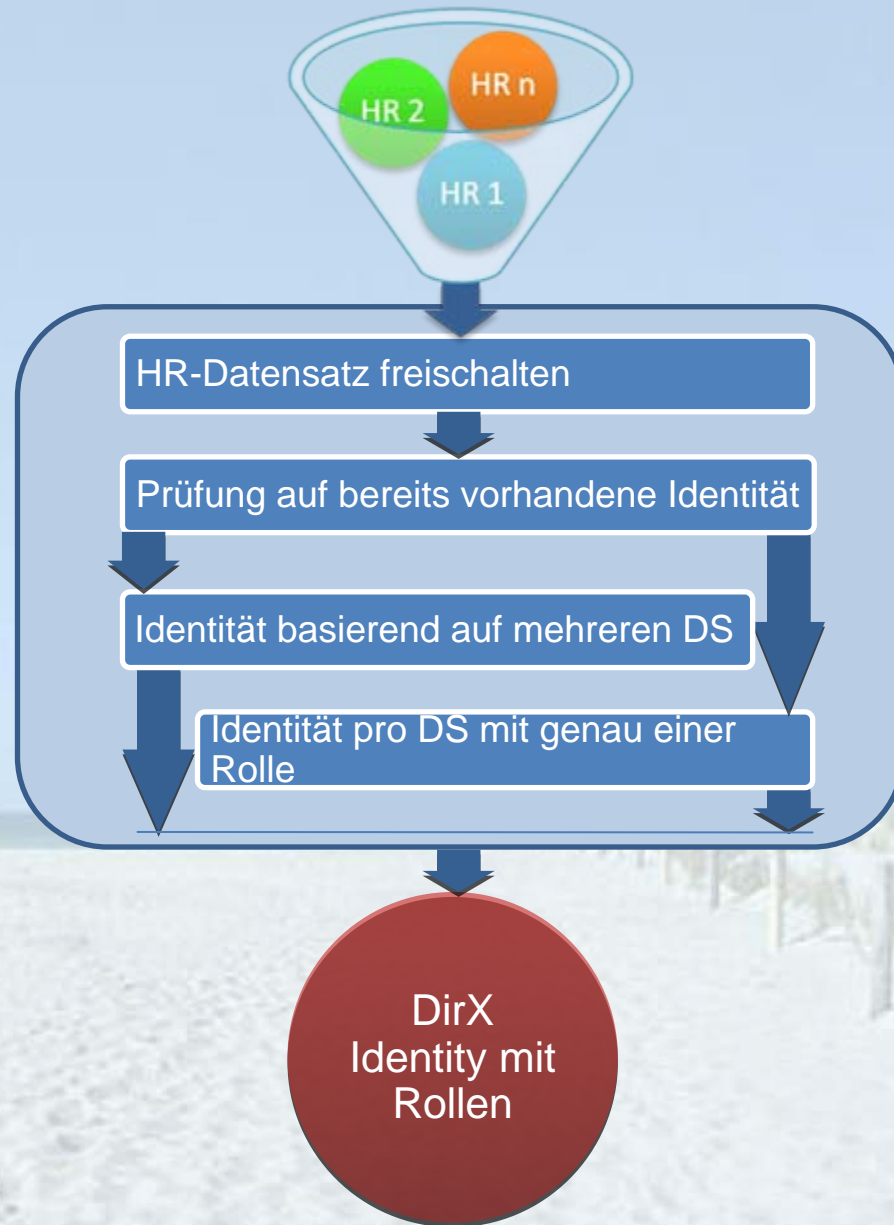 HR 2
HR n
HR 1
HR-Datensatz freischalten
Prüfung auf bereits vorhandene Identität
Identität basierend auf mehreren DS
Identität pro DS mit genau einer
Rolle
DirX
Identity mit
Rollen